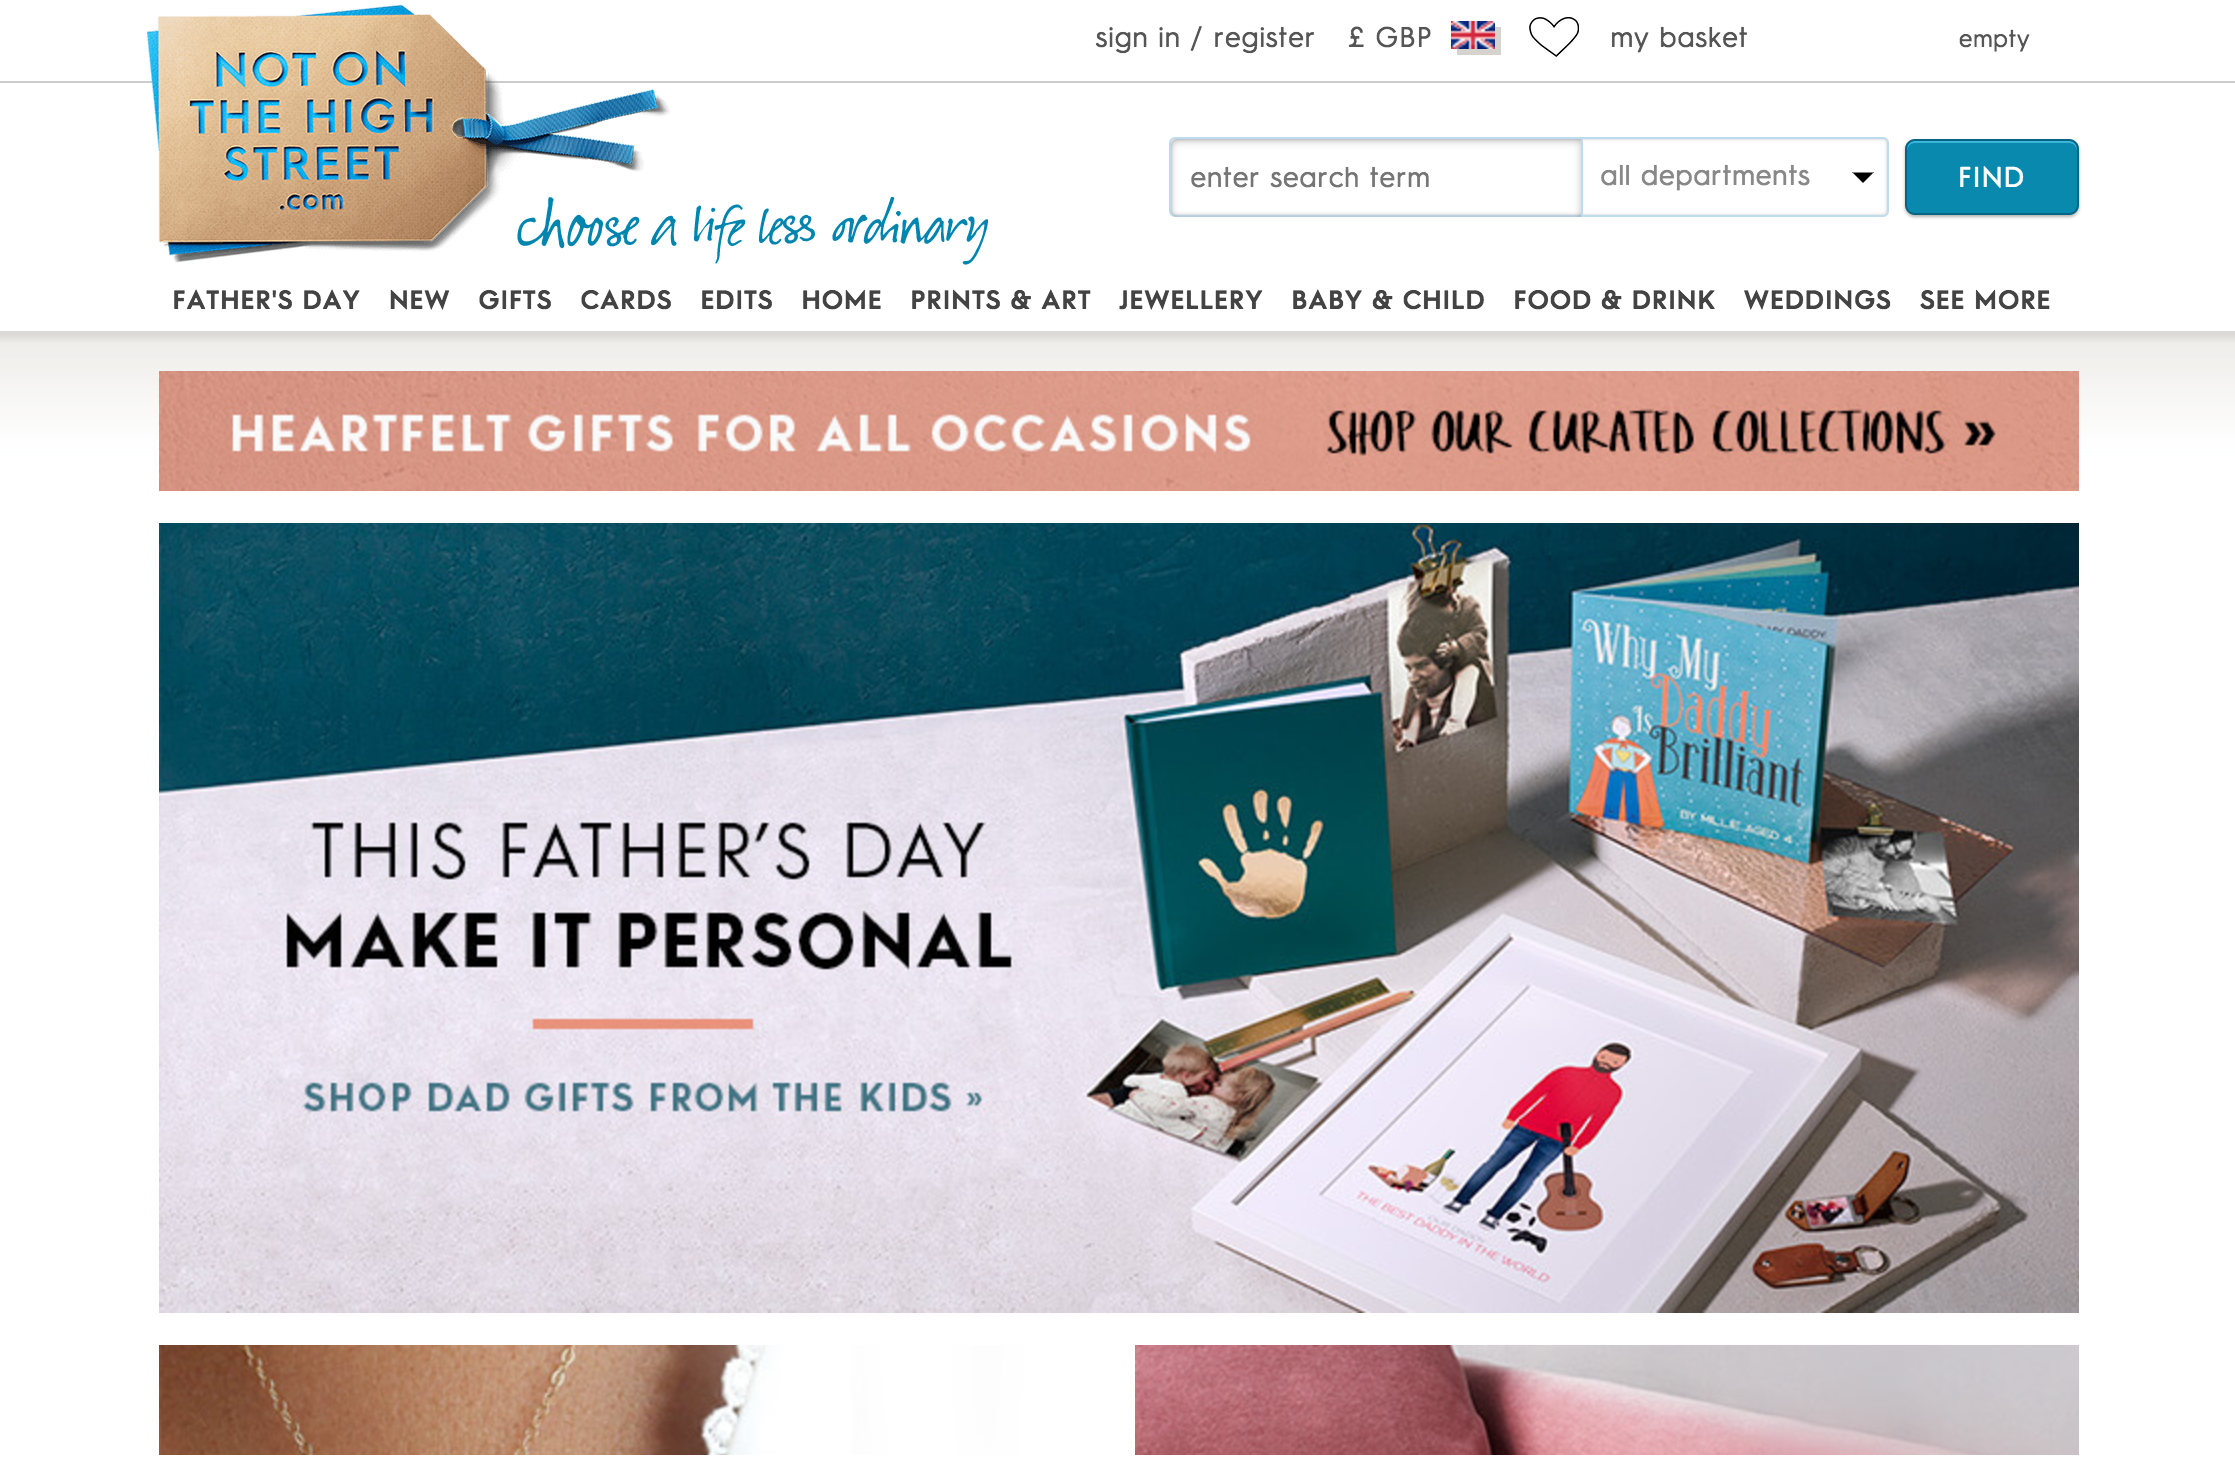 NOT ON
THE HIGH
STREET
.com
choose a life less ordinary
sign in / register £ GBP my basket empty
enter search term all departments FIND
FATHER'S DAY NEW GIFTS CARDS EDITS HOME PRINTS & ART JEWELLERY BABY & CHILD FOOD & DRINK WEDDINGS SEE MORE
HEARTFELT GIFTS FOR ALL OCCASIONS SHOP OUR CURATED COLLECTIONS »
THIS FATHER'S DAY
MAKE IT PERSONAL
SHOP DAD GIFTS FROM THE KIDS »
Why My
Daddy
Is
Brilliant
BY MILLIE AGED 4
MY DADDY
THE BEST DADDY IN THE WORLD